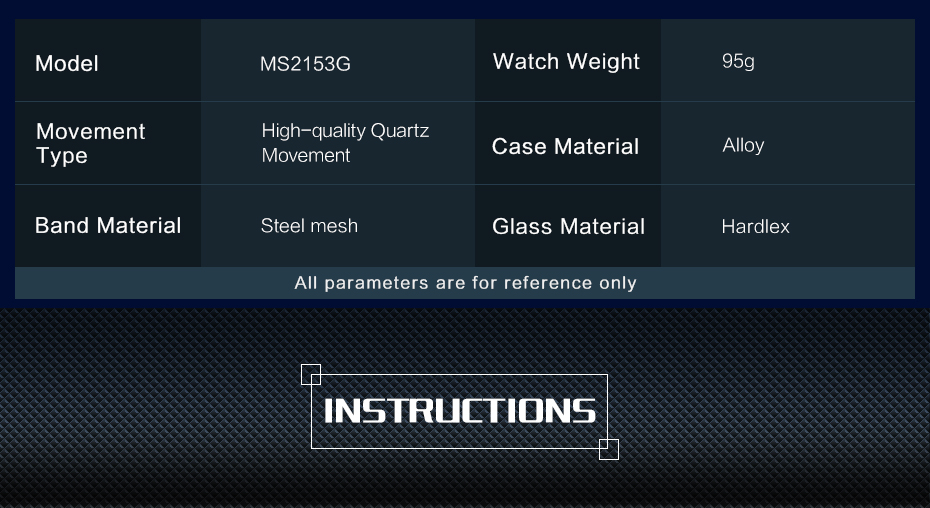 Model
MS2153G
Watch Weight
95g
Movement
Type
High-quality Quartz
Movement
Case Material
Alloy
Band Material
Steel mesh
Glass Material
Hardlex
All parameters are for reference only
INSTRUCTIONS